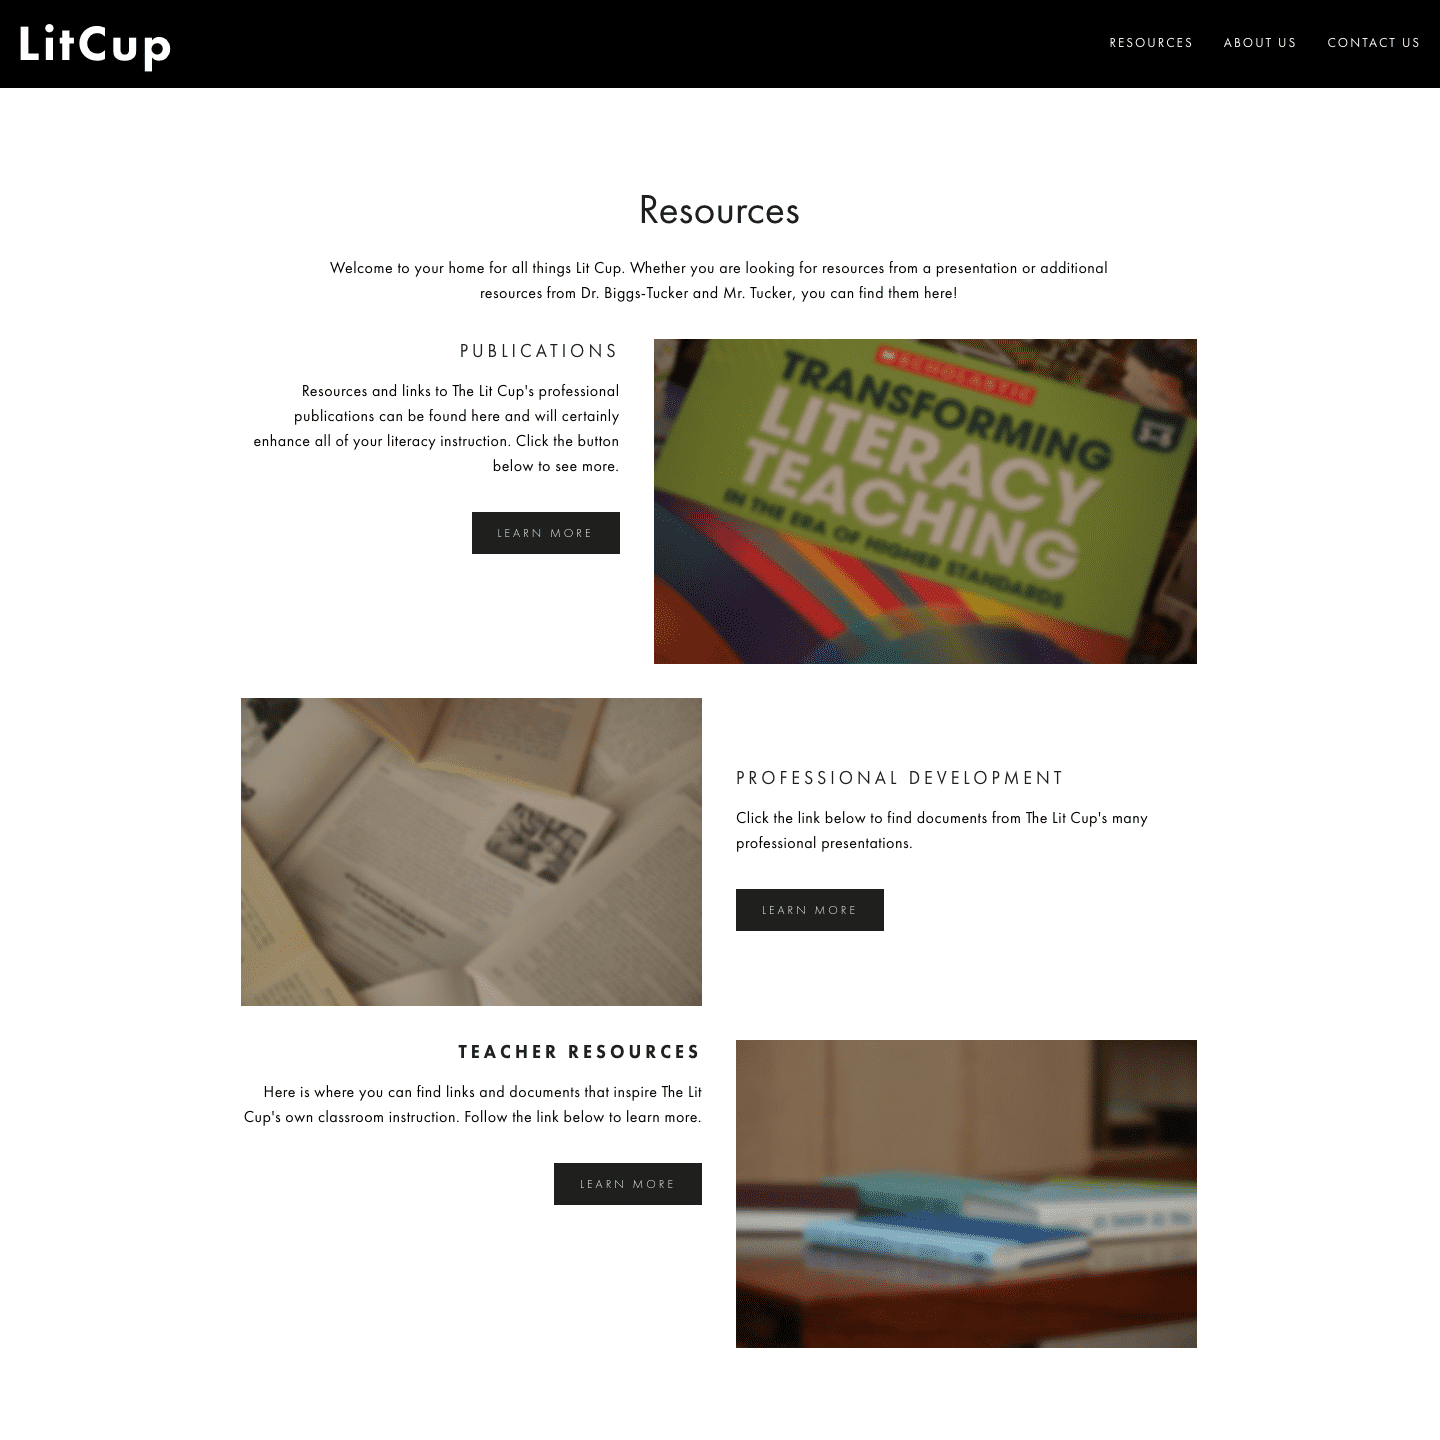 LitCup
RESOURCES ABOUT US CONTACT US
Resources
Welcome to your home for all things Lit Cup. Whether you are looking for resources from a presentation or additional
resources from Dr. Biggs-Tucker and Mr. Tucker, you can find them here!
PUBLICATIONS
Resources and links to The Lit Cup's professional
publications can be found here and will certainly
enhance all of your literacy instruction. Click the button
below to see more.
LEARN MORE
SCHOLASTIC
TRANSFORMING
LITERACY
TEACHING
IN THE ERA OF HIGHER STANDARDS
3–5
PROFESSIONAL DEVELOPMENT
Click the link below to find documents from The Lit Cup's many
professional presentations.
LEARN MORE
TEACHER RESOURCES
Here is where you can find links and documents that inspire The Lit
Cup's own classroom instruction. Follow the link below to learn more.
LEARN MORE